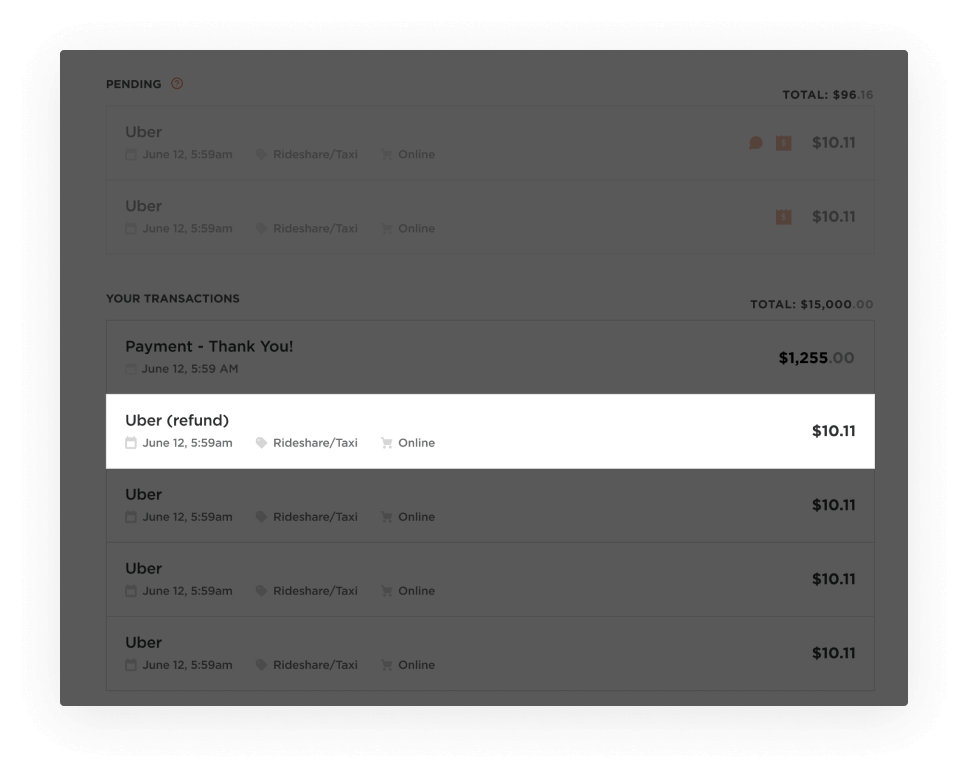 PENDING ?
TOTAL: $96.16
Uber
June 12, 5:59am Rideshare/Taxi Online
$10.11
Uber
June 12, 5:59am Rideshare/Taxi Online
$10.11
YOUR TRANSACTIONS
TOTAL: $15,000.00
Payment - Thank You!
June 12, 5:59 AM
$1,255.00
Uber (refund)
June 12, 5:59am Rideshare/Taxi Online
$10.11
Uber
June 12, 5:59am Rideshare/Taxi Online
$10.11
Uber
June 12, 5:59am Rideshare/Taxi Online
$10.11
Uber
June 12, 5:59am Rideshare/Taxi Online
$10.11